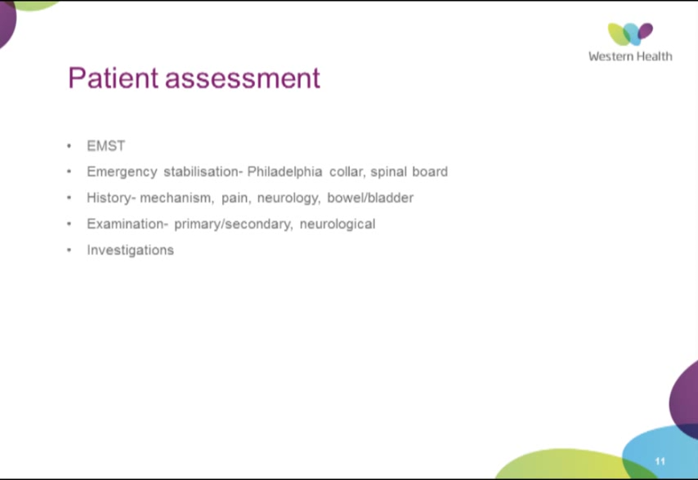 Western Health
Patient assessment
• EMST
• Emergency stabilisation- Philadelphia collar, spinal board
• History- mechanism, pain, neurology, bowel/bladder
• Examination- primary/secondary, neurological
• Investigations
11